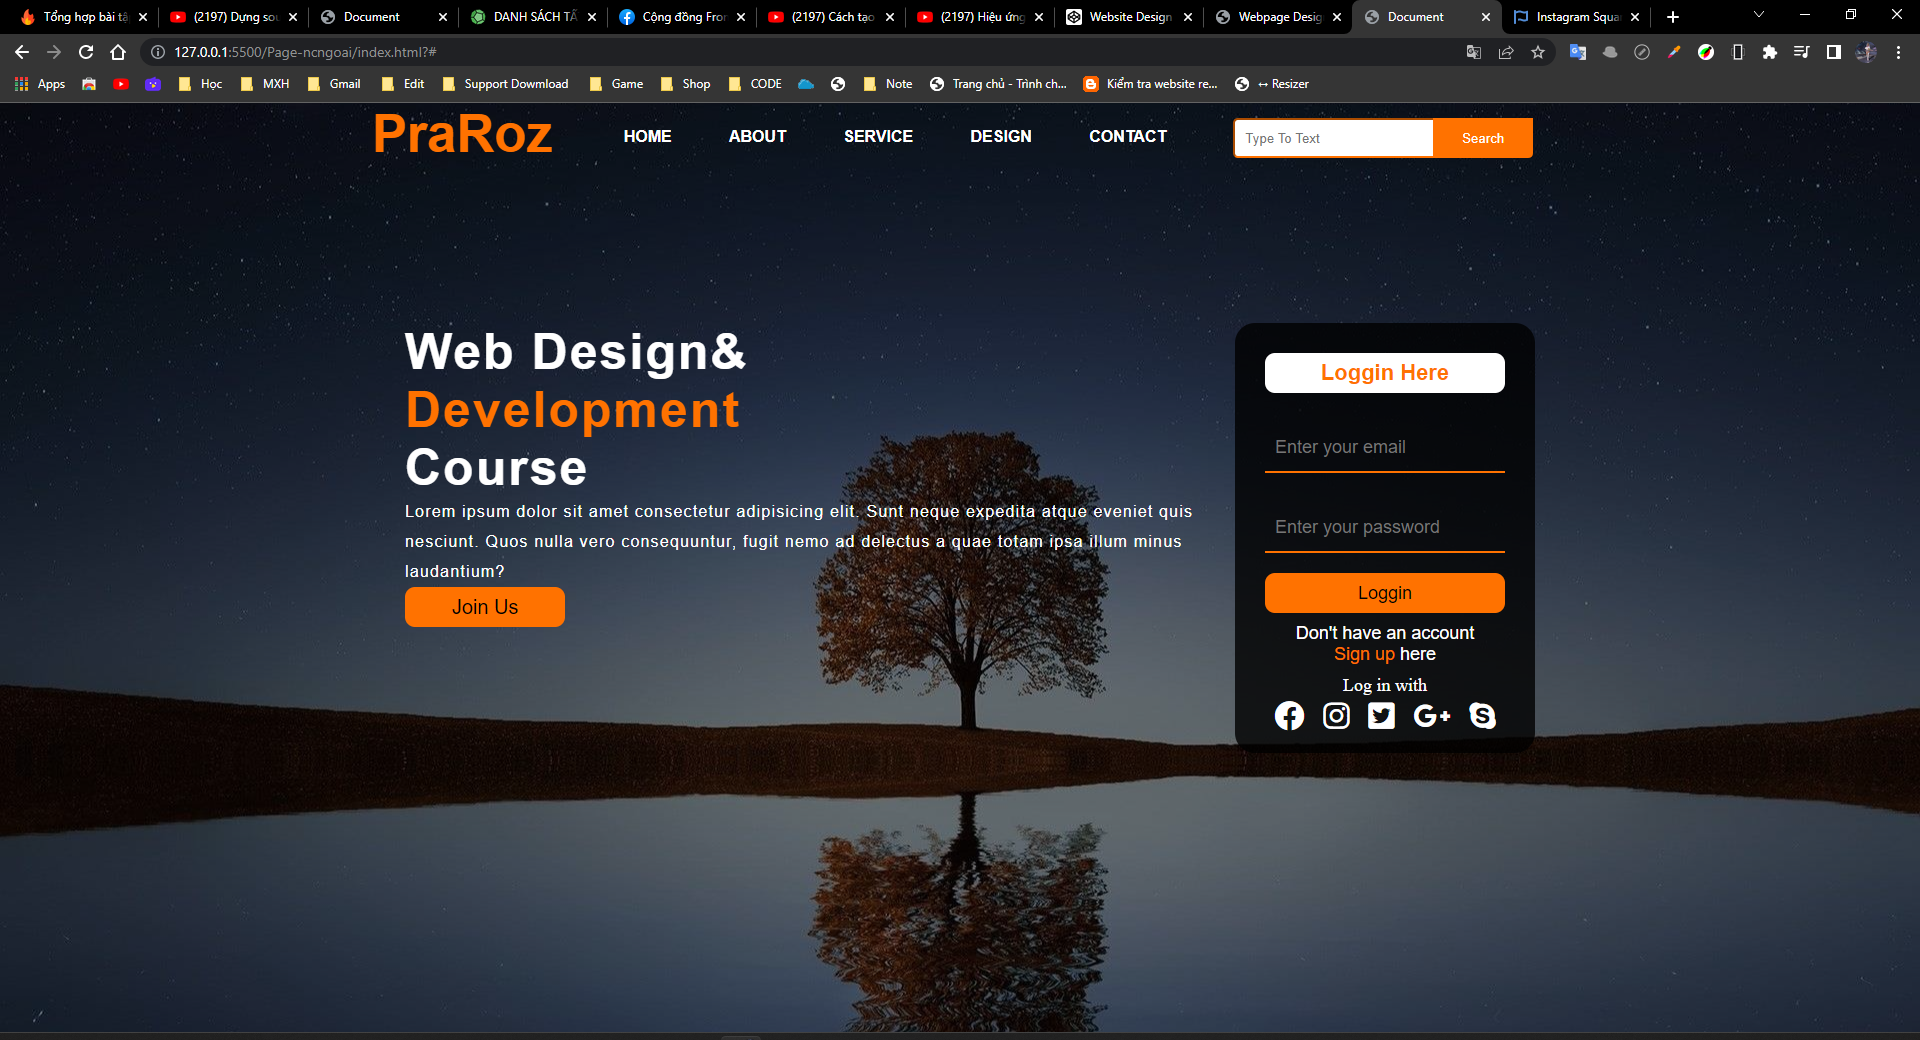 Tổng hợp bài tậ
(2197) Dựng sou
Document
DANH SÁCH TẤ
Cộng đồng Fron
(2197) Cách tạo
(2197) Hiệu ứng
Website Design
Webpage Desig
Document
Instagram Squa
127.0.0.1:5500/Page-ncngoai/index.html?#
Apps
Học
MXH
Gmail
Edit
Support Dowmload
Game
Shop
CODE
Note
Trang chủ - Trình ch...
Kiểm tra website re...
↔ Resizer
PraRoz
HOME
ABOUT
SERVICE
DESIGN
CONTACT
Type To Text
Search
Web Design&
Development
Course
Lorem ipsum dolor sit amet consectetur adipisicing elit. Sunt neque expedita atque eveniet quis
nesciunt. Quos nulla vero consequuntur, fugit nemo ad delectus a quae totam ipsa illum minus
laudantium?
Join Us
Loggin Here
Enter your email
Enter your password
Loggin
Don't have an account
Sign up here
Log in with